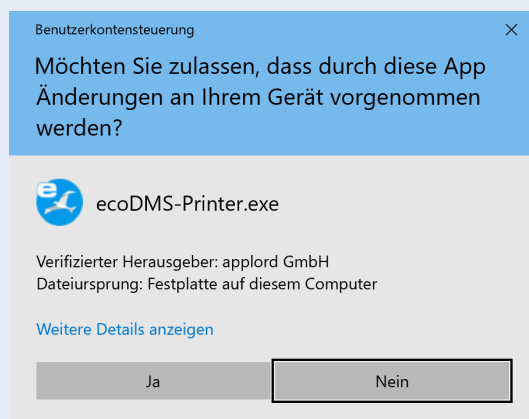 Benutzerkontensteuerung
Möchten Sie zulassen, dass durch diese App
Änderungen an Ihrem Gerät vorgenommen
werden?
e
ecoDMS-Printer.exe
Verifizierter Herausgeber: applord GmbH
Dateiursprung: Festplatte auf diesem Computer
Weitere Details anzeigen
Ja
Nein